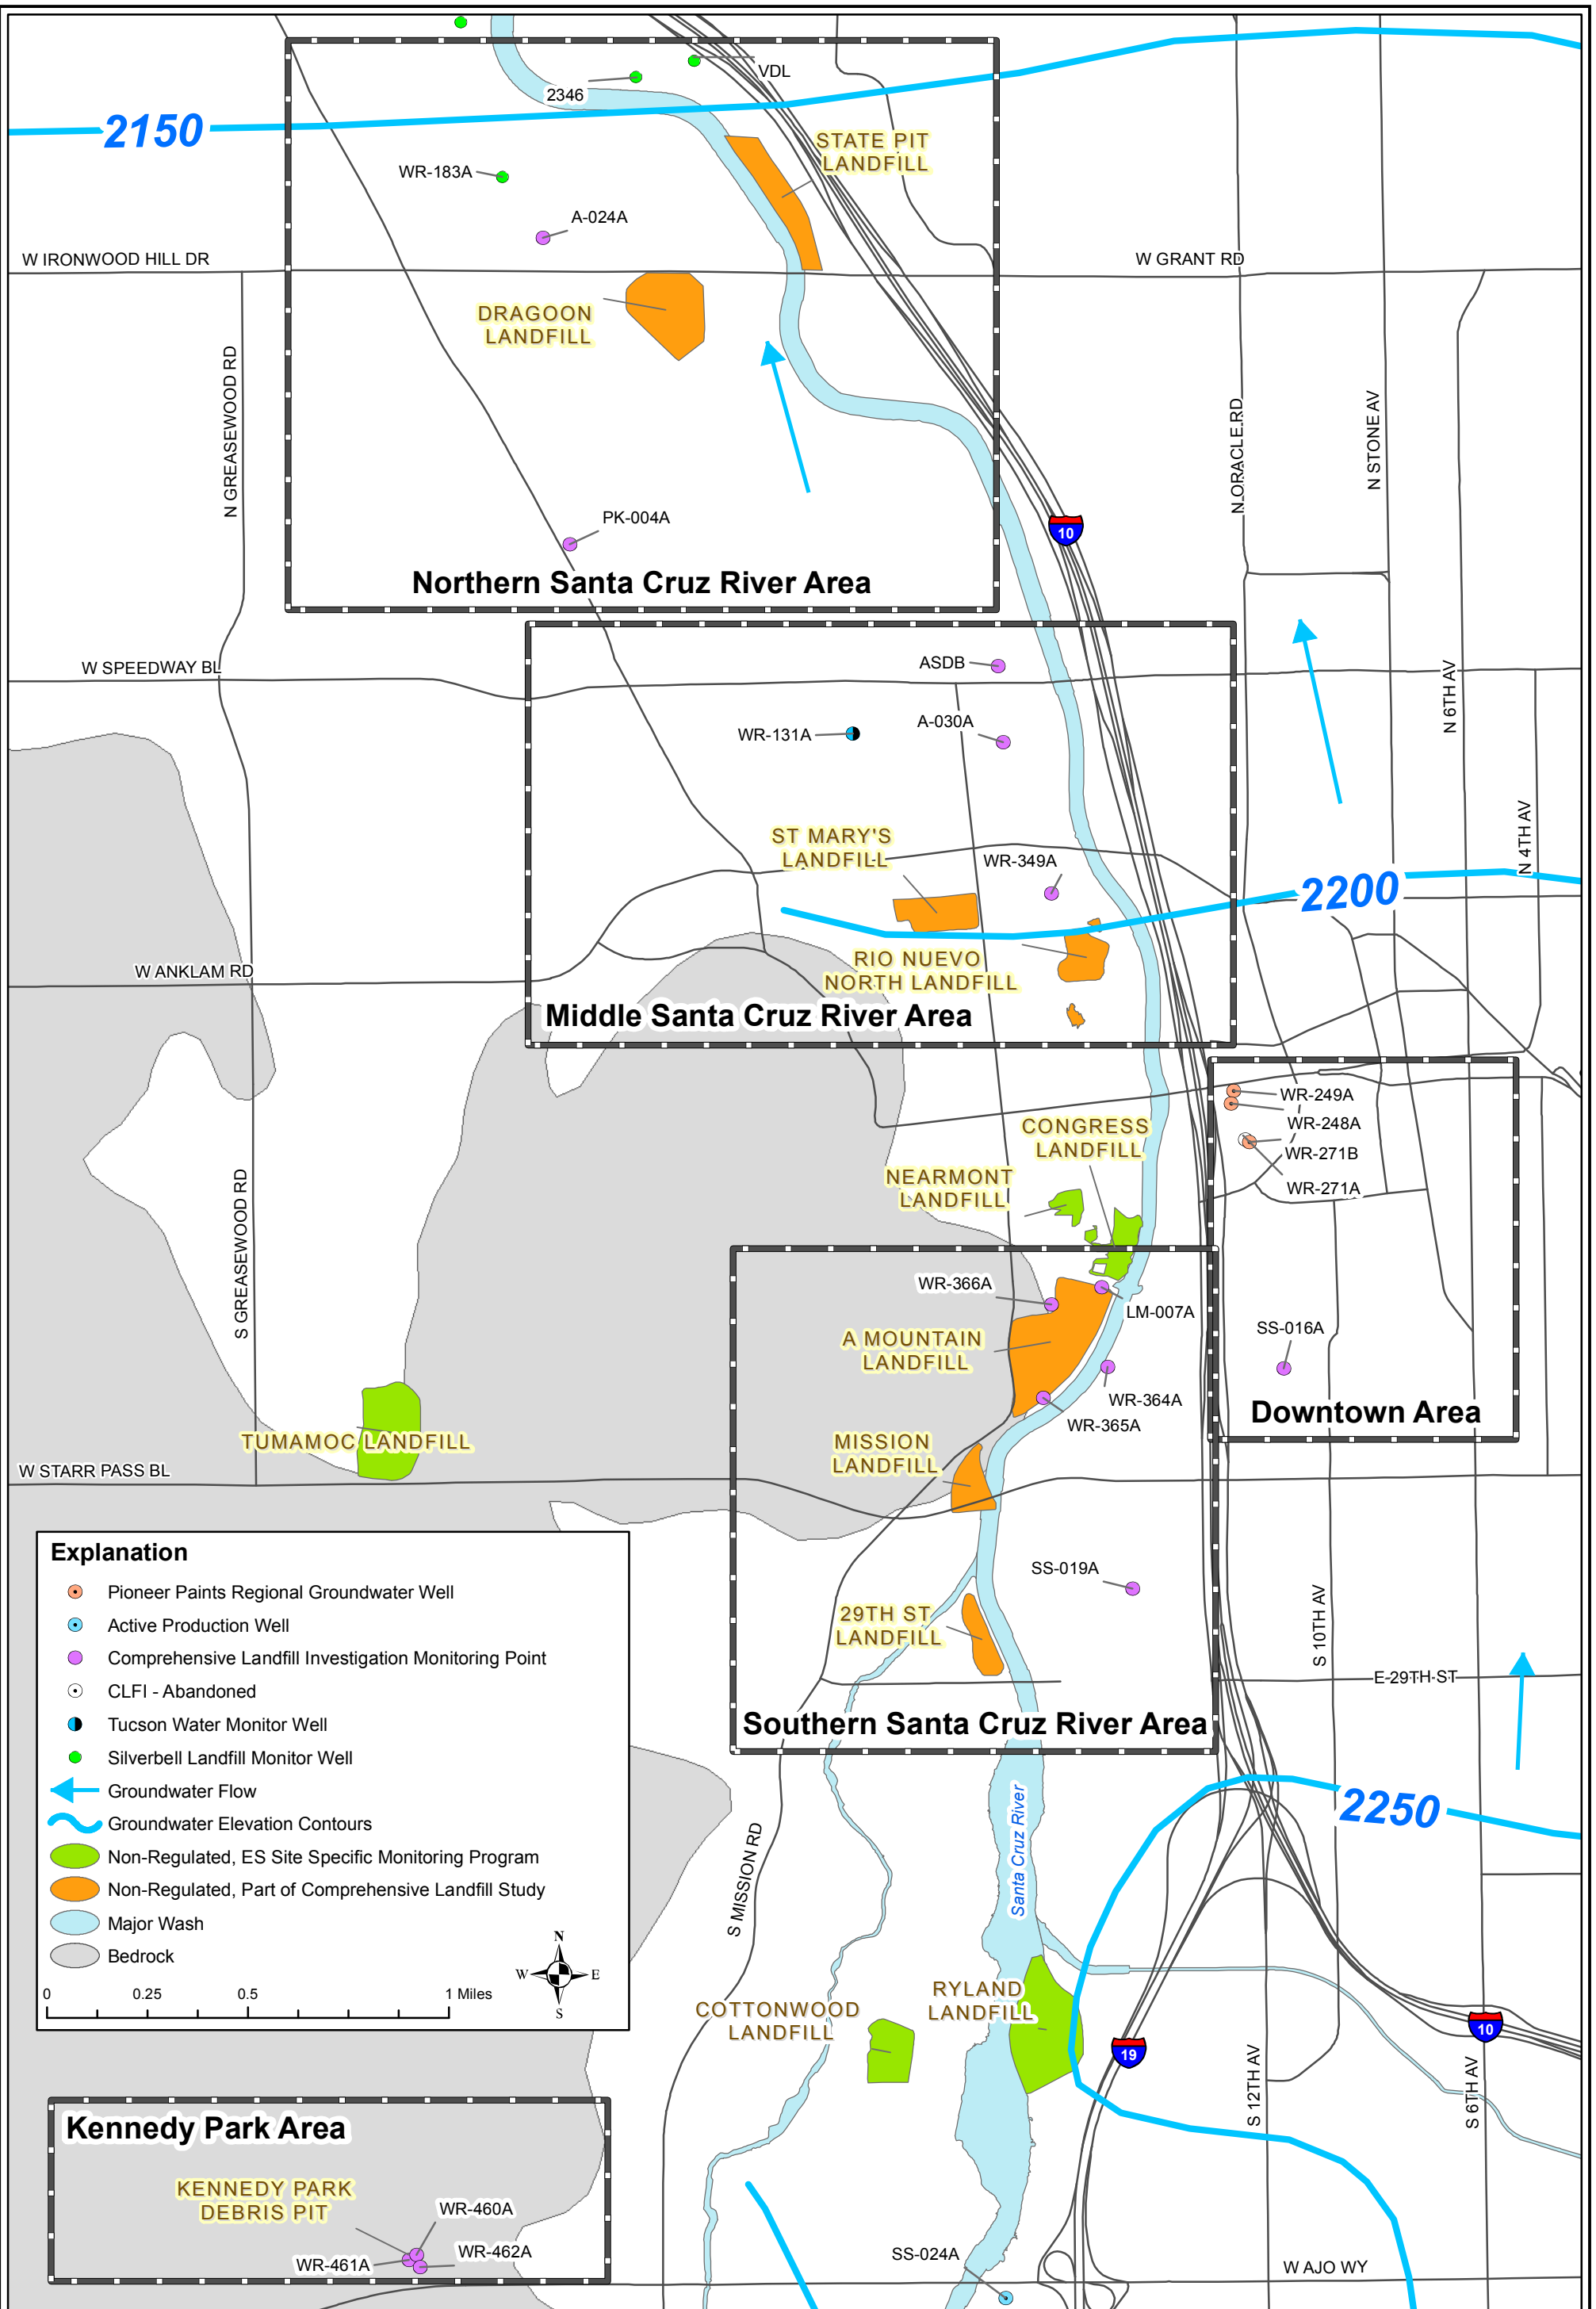 VDL
2346
2150
STATE PIT
LANDFILL
WR-183A
A-024A
W IRONWOOD HILL DR
W GRANT RD
DRAGOON
LANDFILL
N GREASEWOOD RD
N ORACLE RD
N STONE AV
PK-004A
10
Northern Santa Cruz River Area
W SPEEDWAY BL
ASDB
N 6TH AV
WR-131A
A-030A
ST MARY'S
LANDFILL
WR-349A
N 4TH AV
2200
RIO NUEVO
NORTH LANDFILL
W ANKLAM RD
Middle Santa Cruz River Area
WR-249A
WR-248A
WR-271B
WR-271A
CONGRESS
LANDFILL
NEARMONT
LANDFILL
S GREASEWOOD RD
WR-366A
LM-007A
A MOUNTAIN
LANDFILL
SS-016A
WR-364A
WR-365A
Downtown Area
TUMAMOC LANDFILL
MISSION
LANDFILL
W STARR PASS BL
SS-019A
29TH ST
LANDFILL
S 10TH AV
E 29TH ST
Southern Santa Cruz River Area
Explanation
Pioneer Paints Regional Groundwater Well
Active Production Well
Comprehensive Landfill Investigation Monitoring Point
CLFI - Abandoned
Tucson Water Monitor Well
Silverbell Landfill Monitor Well
Groundwater Flow
Groundwater Elevation Contours
Non-Regulated, ES Site Specific Monitoring Program
Non-Regulated, Part of Comprehensive Landfill Study
Major Wash
Bedrock
N
W E
S
0 0.25 0.5 1 Miles
2250
S MISSION RD
Santa Cruz River
COTTONWOOD
LANDFILL
RYLAND
LANDFILL
19
10
S 12TH AV
S 6TH AV
Kennedy Park Area
KENNEDY PARK
DEBRIS PIT
WR-460A
WR-461A
WR-462A
SS-024A
W AJO WY